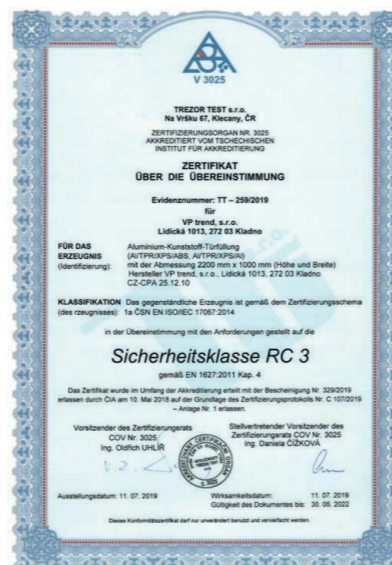 V 3025
TREZOR TEST s.r.o.
Na Vršku 67, Klecany, ČR
ZERTIFIZIERUNGSORGAN NR. 3025
AKKREDITIERT VOM TSCHECHISCHEN
INSTITUT FÜR AKKREDITIERUNG
ZERTIFIKAT
ÜBER DIE ÜBEREINSTIMMUNG
Evidenznummer: TT – 259/2019
für
VP trend, s.r.o.
Lidická 1013, 272 03 Kladno
FÜR DAS Aluminium-Kunststoff-Türfüllung
ERZEUGNIS (Al/TPR/XPS/ABS, Al/TPR/XPS/Al)
(Identifizierung): mit der Abmessung 2200 mm x 1000 mm (Höhe und Breite)
Hersteller VP trend, s.r.o., Lidická 1013, 272 03 Kladno
CZ-CPA 25.12.10
KLASSIFIKATION Das gegenständliche Erzeugnis ist gemäß dem Zertifizierungsschema
(des rzeugnisses): 1a ČSN EN ISO/IEC 17067:2014
in der Übereinstimmung mit den Anforderungen gestellt auf die
Sicherheitsklasse RC 3
gemäß EN 1627:2011 Kap. 4
Das Zertifikat wurde im Umfang der Akkreditierung erteilt mit der Bescheinigung Nr. 329/2019
erlassen durch ČIA am 10. Mai 2018 auf der Grundlage des Zertifizierungsprotokolls Nr. C 107/2019
– Anlage Nr. 1 erlassen.
Vorsitzender des Zertifizierungsrats
COV Nr. 3025
Ing. Oldřich UHLÍŘ
Stellvertretender Vorsitzender des
Zertifizierungsrats COV Nr. 3025
Ing. Daniela ČÍŽKOVÁ
Ausstellungsdatum: 11. 07. 2019
Wirksamkeitsdatum: 11. 07. 2019
Gültigkeit des Dokumentes bis: 30. 06. 2022
Dieses Konformitätszertifikat darf nur unverändert benutzt und vervielfacht werden.